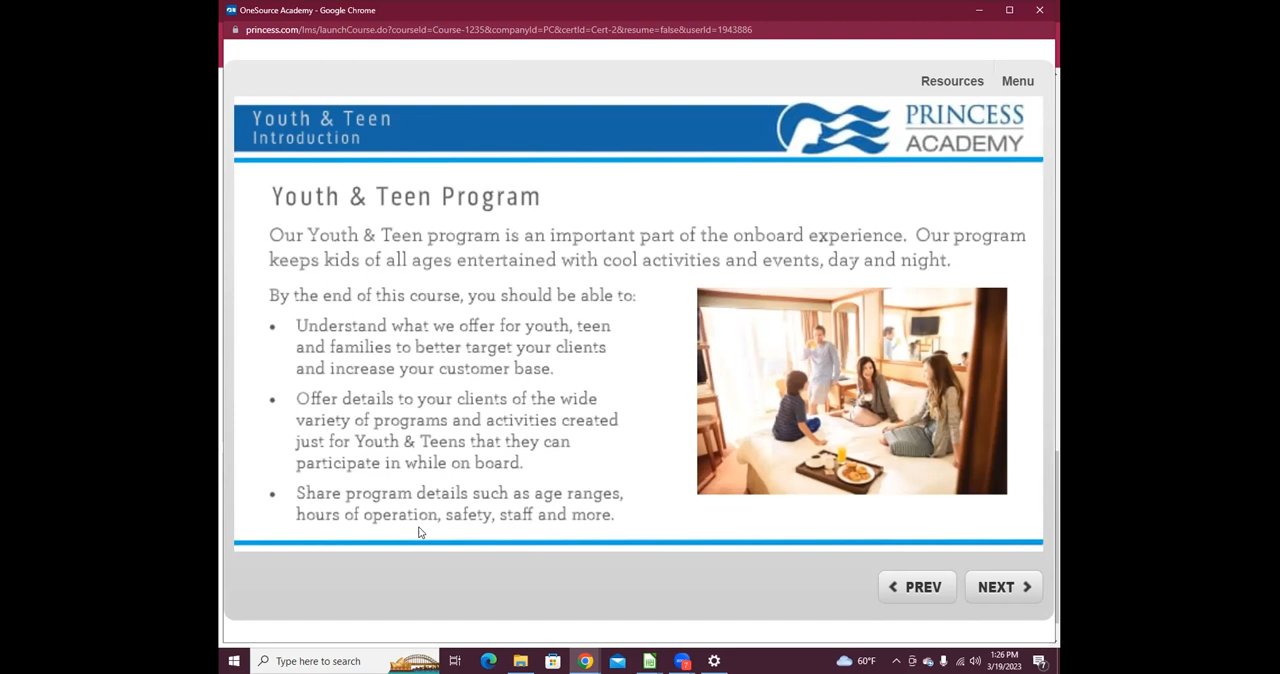 OneSource Academy - Google Chrome
princess.com/lms/launchCourse.do?courseId=Course-1235&companyId=PC&certId=Cert-2&resume=false&userId=1943886
Resources Menu
Youth & Teen
Introduction
PRINCESS
ACADEMY
Youth & Teen Program
Our Youth & Teen program is an important part of the onboard experience. Our program
keeps kids of all ages entertained with cool activities and events, day and night.
By the end of this course, you should be able to:
• Understand what we offer for youth, teen
and families to better target your clients
and increase your customer base.
• Offer details to your clients of the wide
variety of programs and activities created
just for Youth & Teens that they can
participate in while on board.
• Share program details such as age ranges,
hours of operation, safety, staff and more.
PREV NEXT
Type here to search
60°F
1:26 PM
3/19/2023